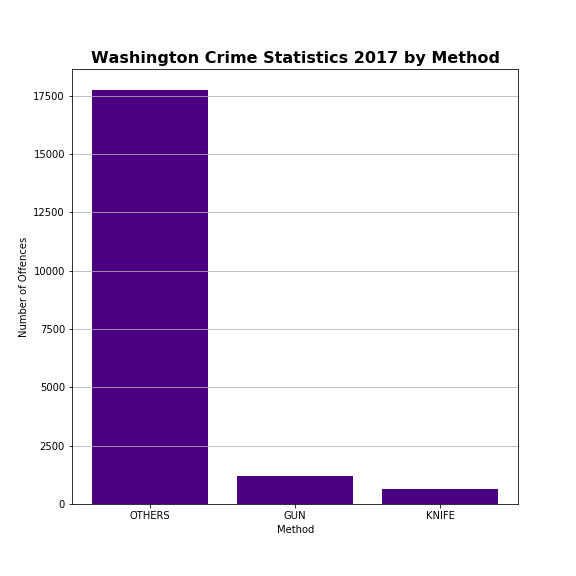 Washington Crime Statistics 2017 by Method
Number of Offences
17500
15000
12500
10000
7500
5000
2500
0
OTHERS
GUN
KNIFE
Method